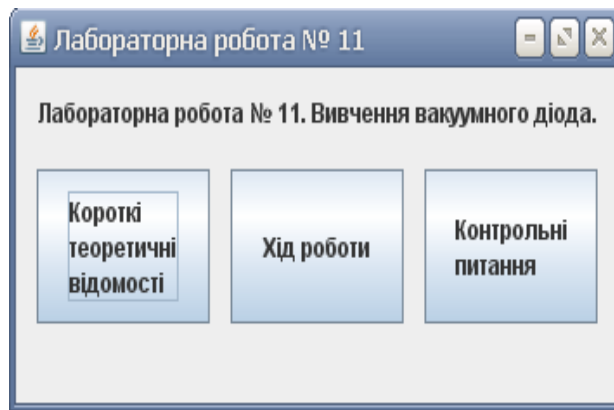 Лабораторна робота № 11
Лабораторна робота № 11. Вивчення вакуумного діода.
Короткі
теоретичні
відомості
Хід роботи
Контрольні
питання